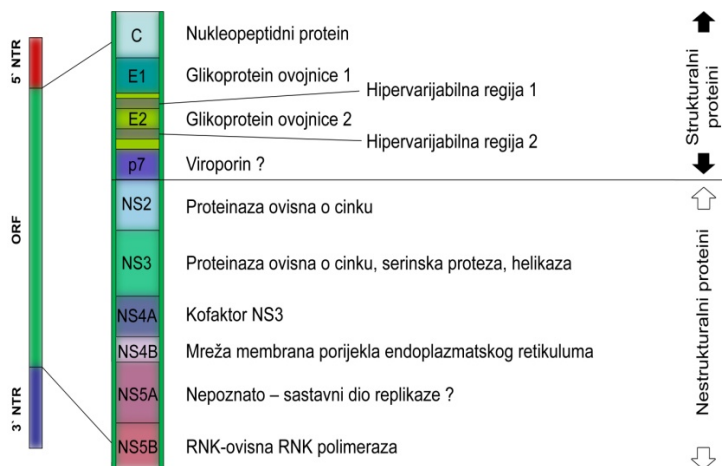 5` NTR
ORF
3` NTR
C Nukleopeptidni protein
E1 Glikoprotein ovojnice 1
Hipervarijabilna regija 1
E2 Glikoprotein ovojnice 2
Hipervarijabilna regija 2
p7 Viroporin ?
NS2 Proteinaza ovisna o cinku
NS3 Proteinaza ovisna o cinku, serinska proteza, helikaza
NS4A Kofaktor NS3
NS4B Mreža membrana porijekla endoplazmatskog retikuluma
NS5A Nepoznato – sastavni dio replikaze ?
NS5B RNK-ovisna RNK polimeraza
Strukturalni
proteini
Nestrukturalni proteini